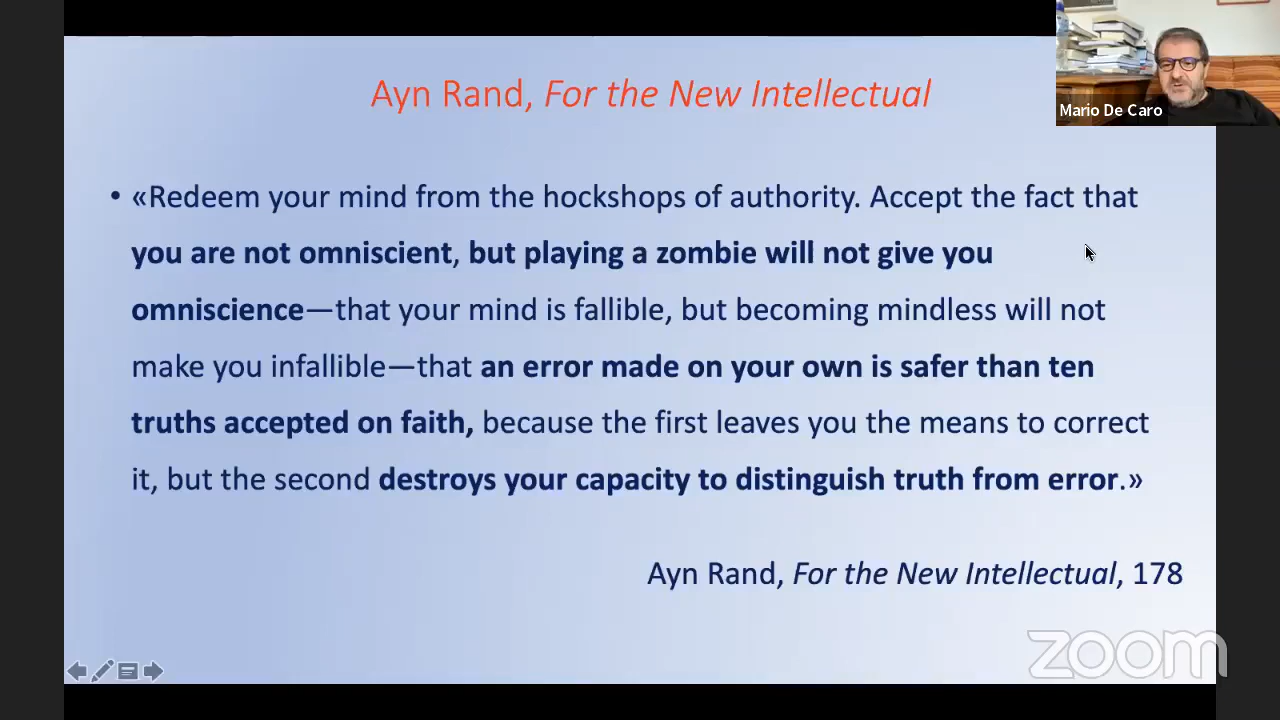 Ayn Rand, For the New Intellectual
Mario De Caro
• «Redeem your mind from the hockshops of authority. Accept the fact that
you are not omniscient, but playing a zombie will not give you
omniscience—that your mind is fallible, but becoming mindless will not
make you infallible—that an error made on your own is safer than ten
truths accepted on faith, because the first leaves you the means to correct
it, but the second destroys your capacity to distinguish truth from error.»
Ayn Rand, For the New Intellectual, 178
zoom